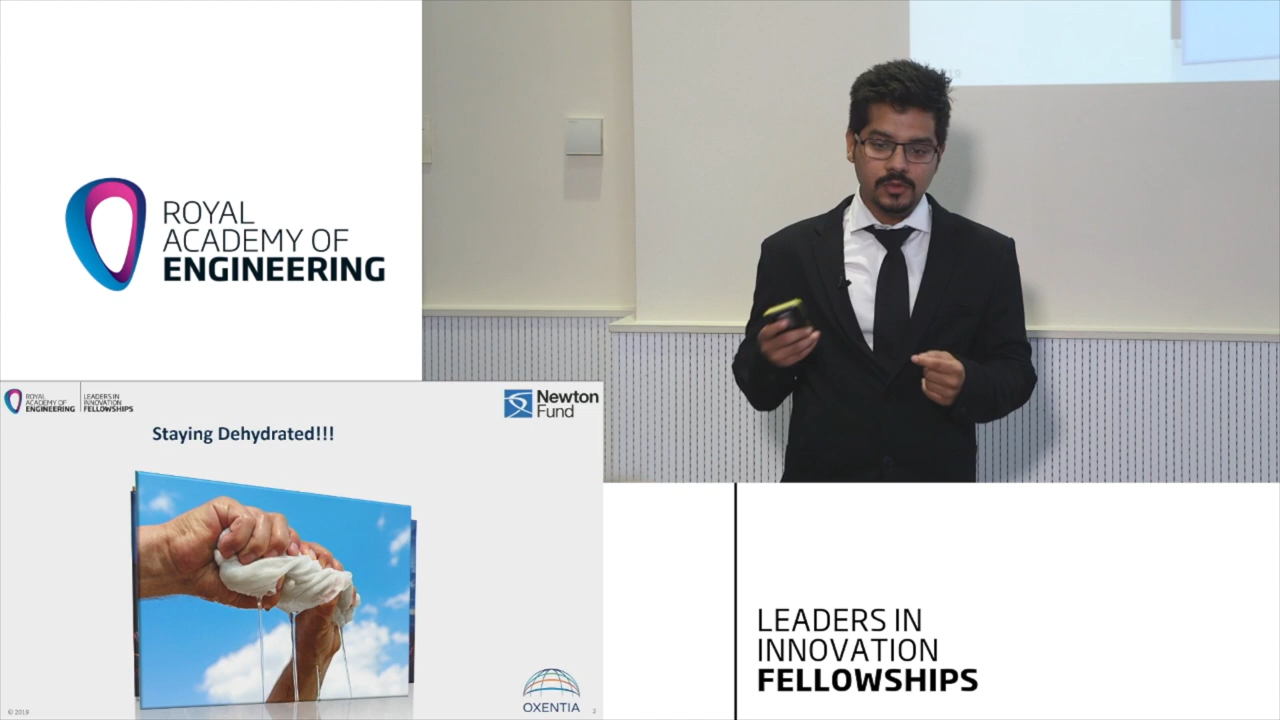 ROYAL
ACADEMY OF
ENGINEERING
ROYAL
ACADEMY OF
ENGINEERING
LEADERS IN
INNOVATION
FELLOWSHIPS
Newton
Fund
Staying Dehydrated!!!
OXENTIA
© 2019
2
LEADERS IN
INNOVATION
FELLOWSHIPS